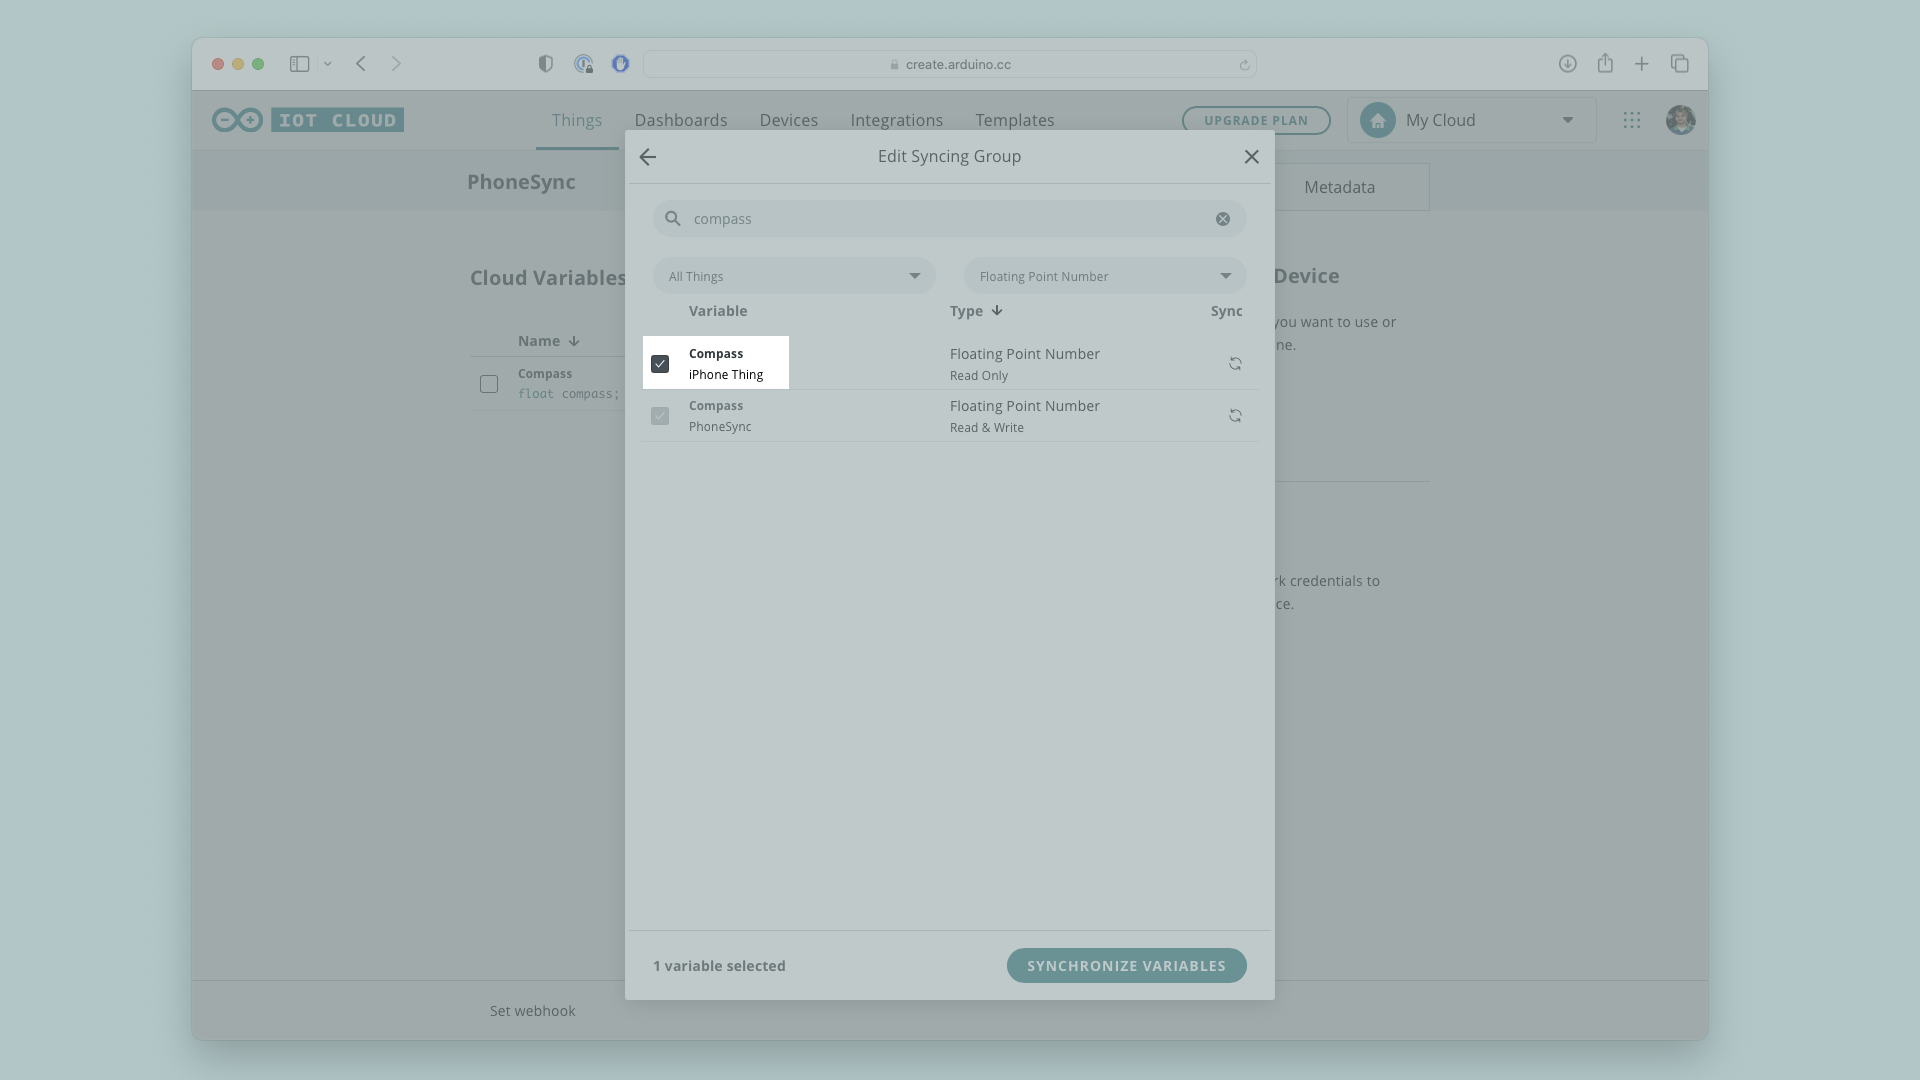 create.arduino.cc
IOT CLOUD
Things
Dashboards
Devices
Integrations
Templates
UPGRADE PLAN
My Cloud
PhoneSync
Metadata
Edit Syncing Group
compass
All Things
Floating Point Number
Variable
Type
Sync
Compass
iPhone Thing
Floating Point Number
Read Only
Compass
PhoneSync
Floating Point Number
Read & Write
1 variable selected
SYNCHRONIZE VARIABLES
Cloud Variables
Name
Compass
float compass;
Device
you want to use or
ne.
rk credentials to
ce.
Set webhook